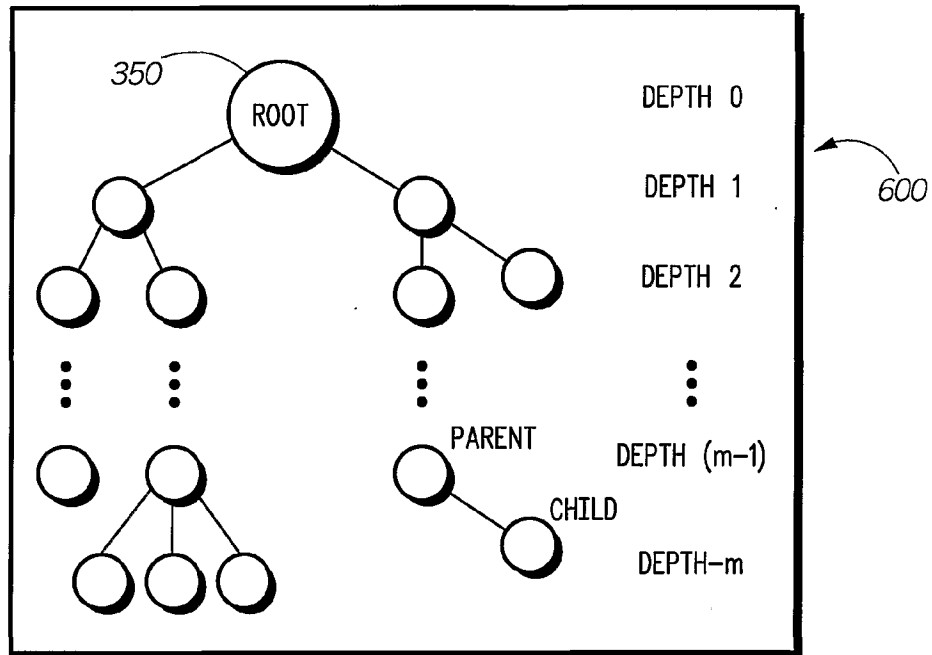 350
ROOT
DEPTH 0
DEPTH 1
600
DEPTH 2
PARENT
DEPTH (m-1)
CHILD
DEPTH-m